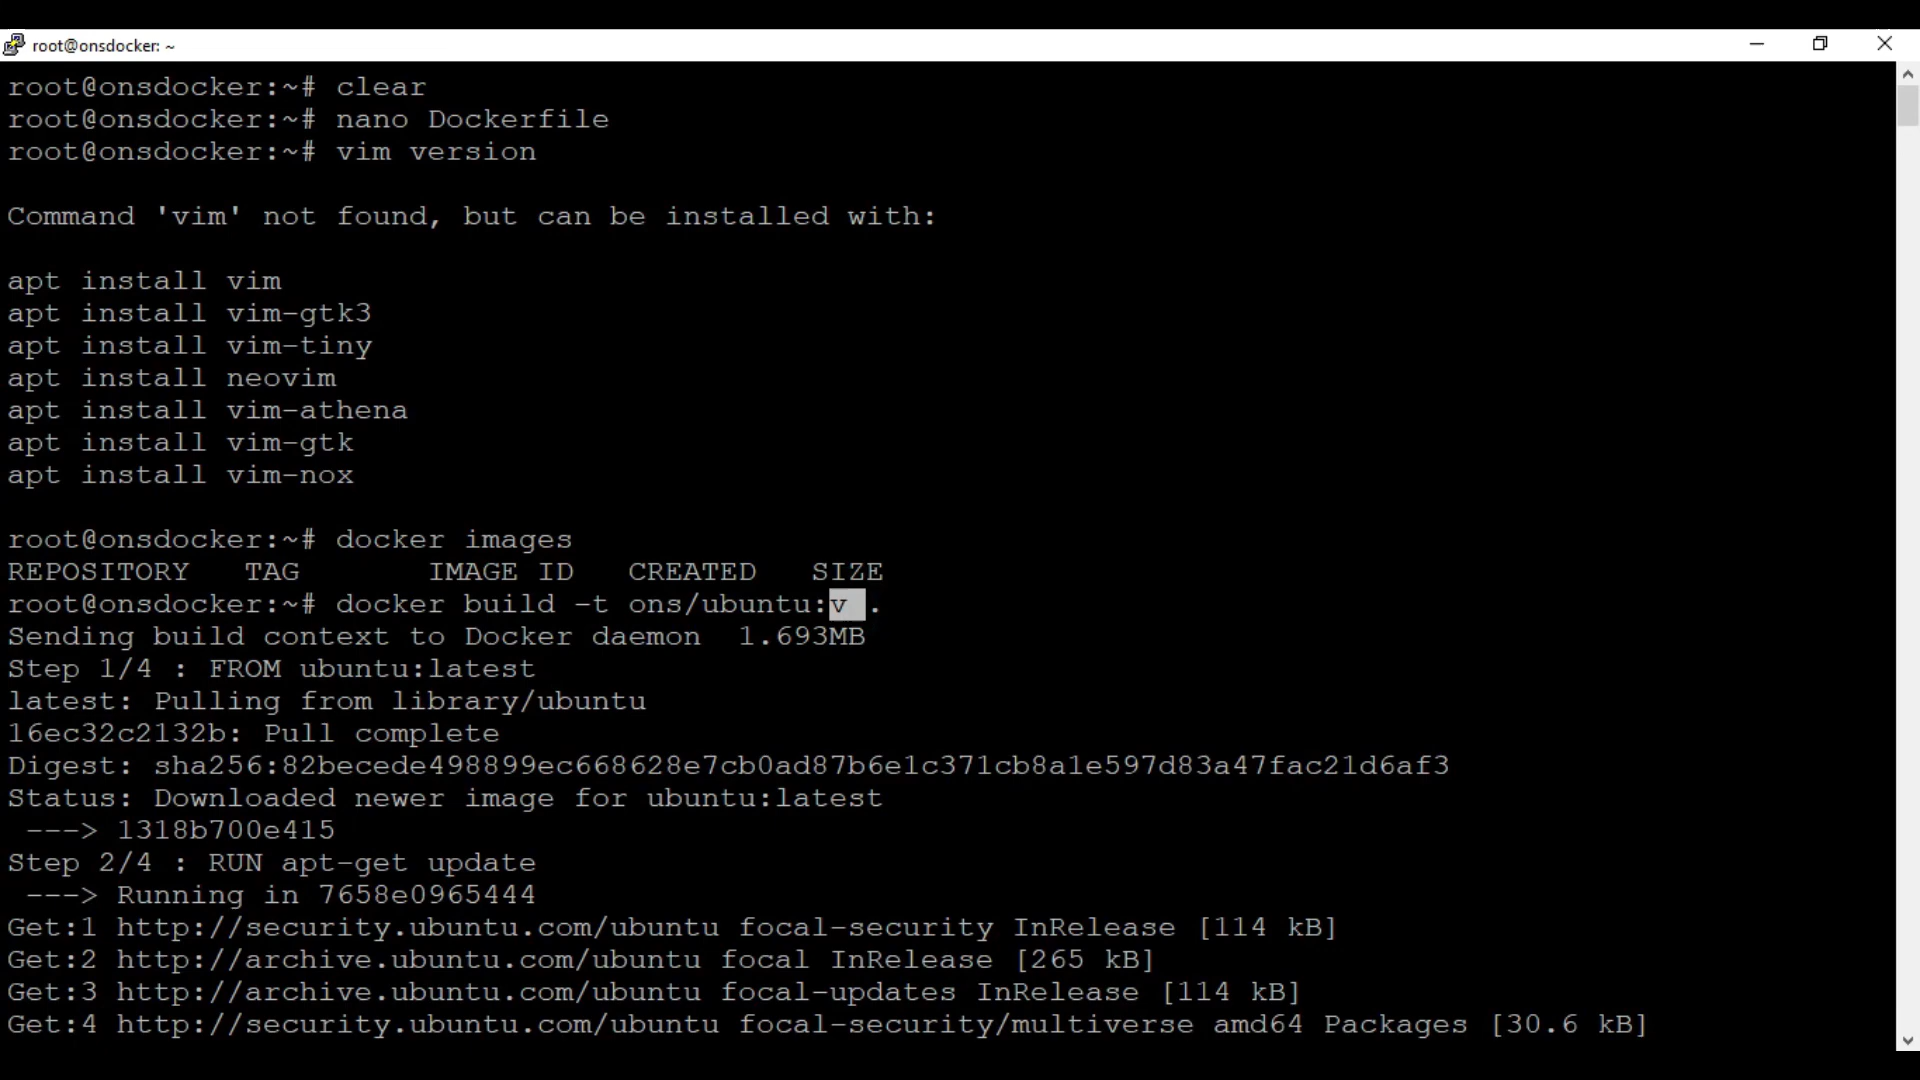 root@onsdocker: ~
root@onsdocker:~# clear
root@onsdocker:~# nano Dockerfile
root@onsdocker:~# vim version
Command 'vim' not found, but can be installed with:
apt install vim
apt install vim-gtk3
apt install vim-tiny
apt install neovim
apt install vim-athena
apt install vim-gtk
apt install vim-nox
root@onsdocker:~# docker images
REPOSITORY   TAG       IMAGE ID   CREATED   SIZE
root@onsdocker:~# docker build -t ons/ubuntu:v .
Sending build context to Docker daemon  1.693MB
Step 1/4 : FROM ubuntu:latest
latest: Pulling from library/ubuntu
16ec32c2132b: Pull complete
Digest: sha256:82becede498899ec668628e7cb0ad87b6e1c371cb8a1e597d83a47fac21d6af3
Status: Downloaded newer image for ubuntu:latest
 ---> 1318b700e415
Step 2/4 : RUN apt-get update
 ---> Running in 7658e0965444
Get:1 http://security.ubuntu.com/ubuntu focal-security InRelease [114 kB]
Get:2 http://archive.ubuntu.com/ubuntu focal InRelease [265 kB]
Get:3 http://archive.ubuntu.com/ubuntu focal-updates InRelease [114 kB]
Get:4 http://security.ubuntu.com/ubuntu focal-security/multiverse amd64 Packages [30.6 kB]